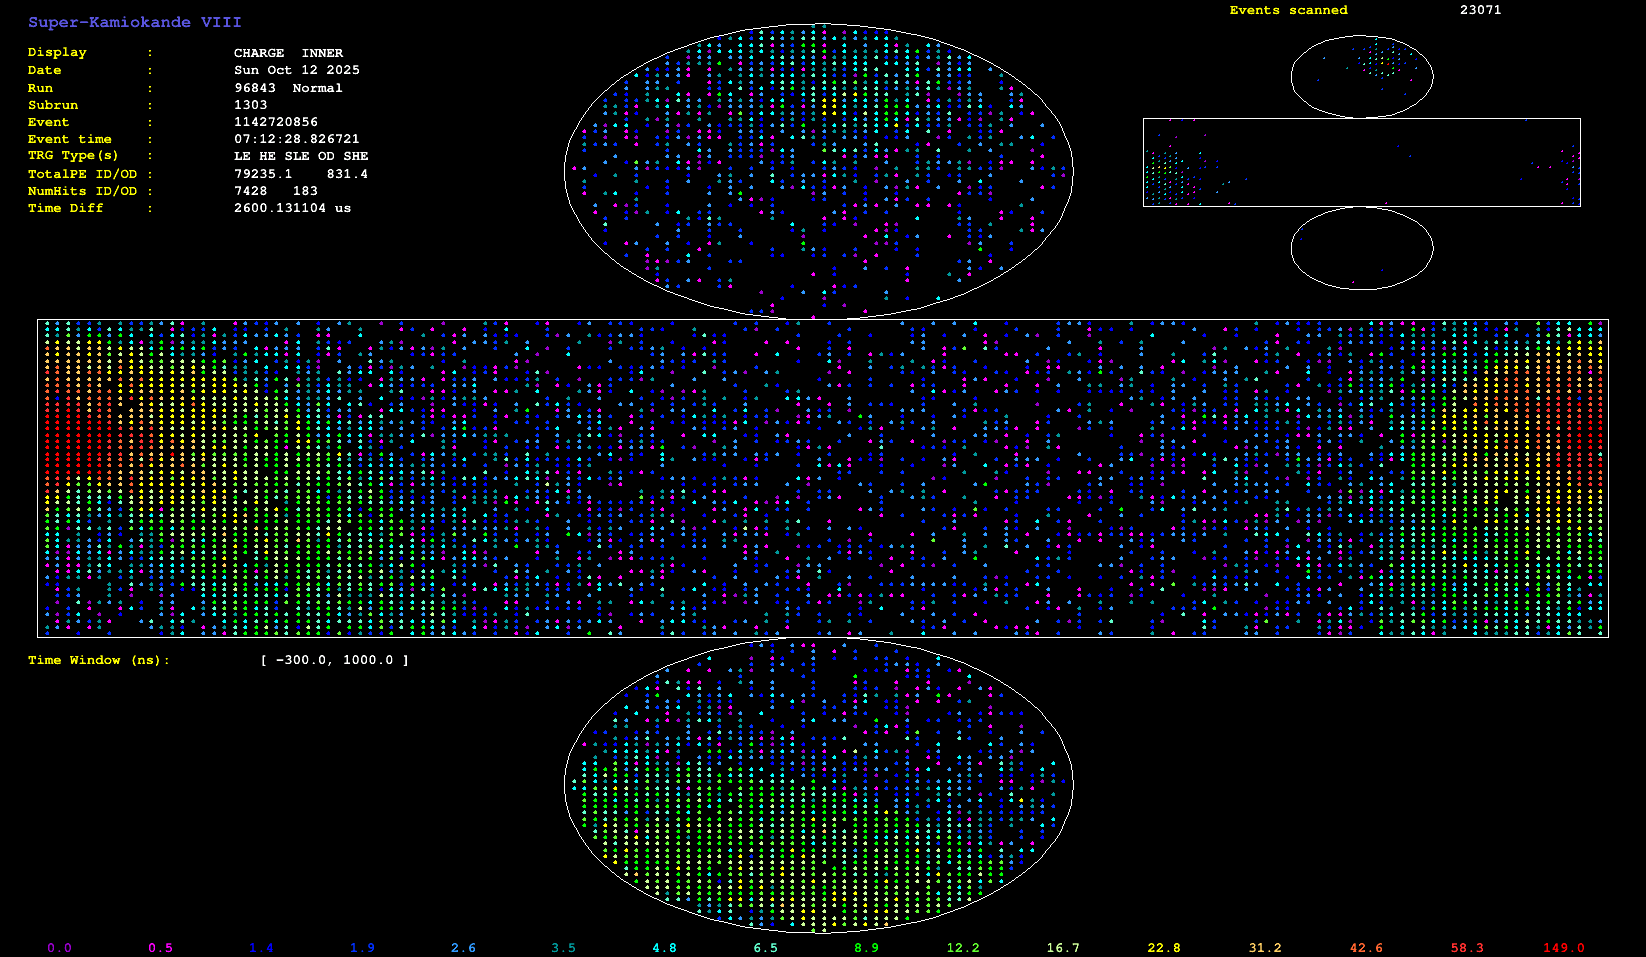 Super-Kamiokande VIII
Events scanned 23071
Display : CHARGE INNER
Date : Sun Oct 12 2025
Run : 96843 Normal
Subrun : 1303
Event : 1142720856
Event time : 07:12:28.826721
TRG Type(s) : LE HE SLE OD SHE
TotalPE ID/OD : 79235.1 831.4
NumHits ID/OD : 7428 183
Time Diff : 2600.131104 us
Time Window (ns): [ -300.0, 1000.0 ]
0.0 0.5 1.4 1.9 2.6 3.5 4.8 6.5 8.9 12.2 16.7 22.8 31.2 42.6 58.3 149.0